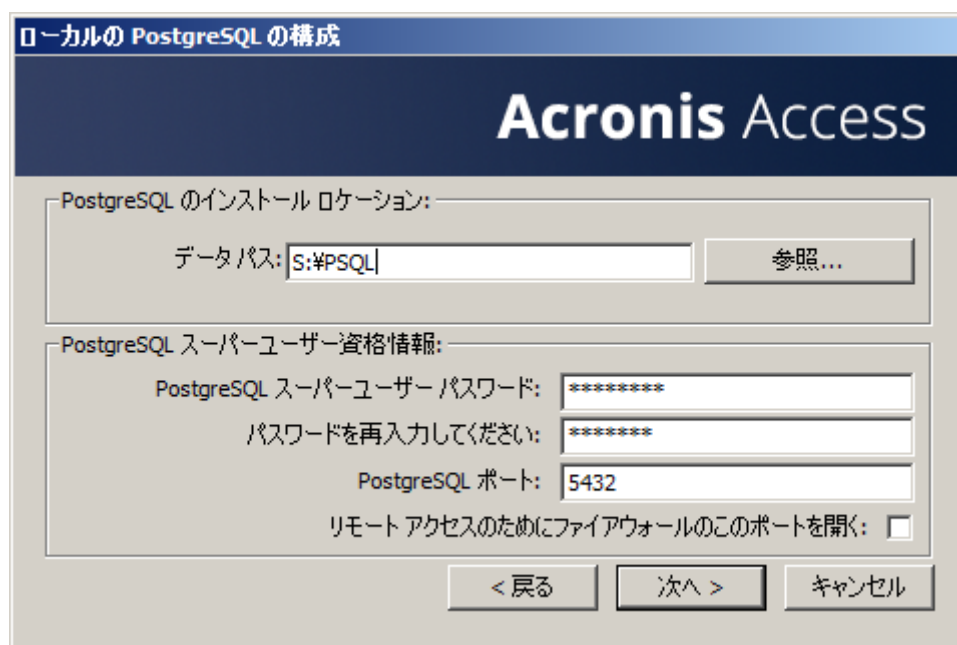 ローカルの PostgreSQL の構成
Acronis Access
PostgreSQL のインストール ロケーション:
データ パス: S:¥PSQL 参照...
PostgreSQL スーパーユーザー資格情報:
PostgreSQL スーパーユーザー パスワード: ********
パスワードを再入力してください: *******
PostgreSQL ポート: 5432
リモート アクセスのためにファイアウォールのこのポートを開く:
< 戻る 次へ > キャンセル